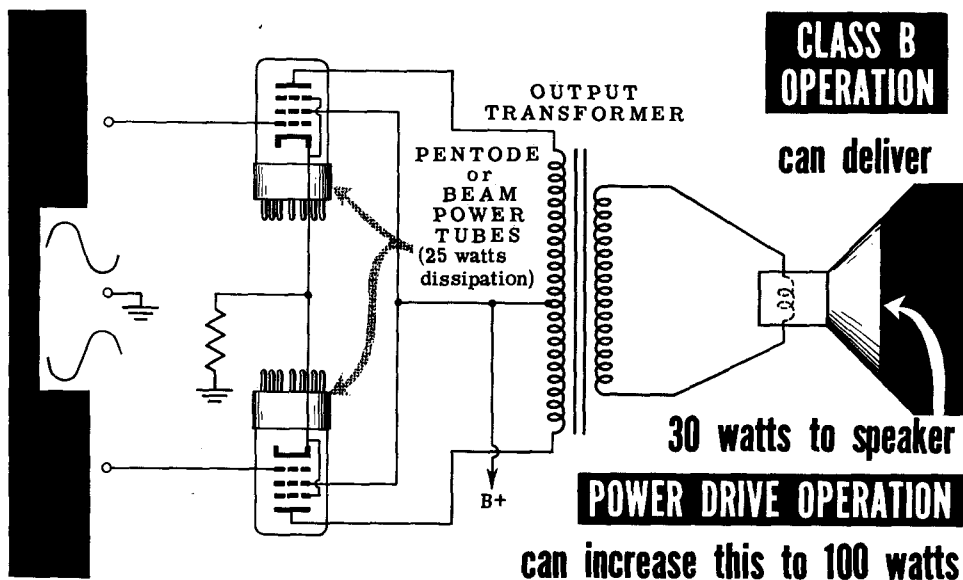 CLASS B
OPERATION
can deliver
OUTPUT
TRANSFORMER
PENTODE
or
BEAM
POWER
TUBES
(25 watts
dissipation)
B+
30 watts to speaker
POWER DRIVE OPERATION
can increase this to 100 watts